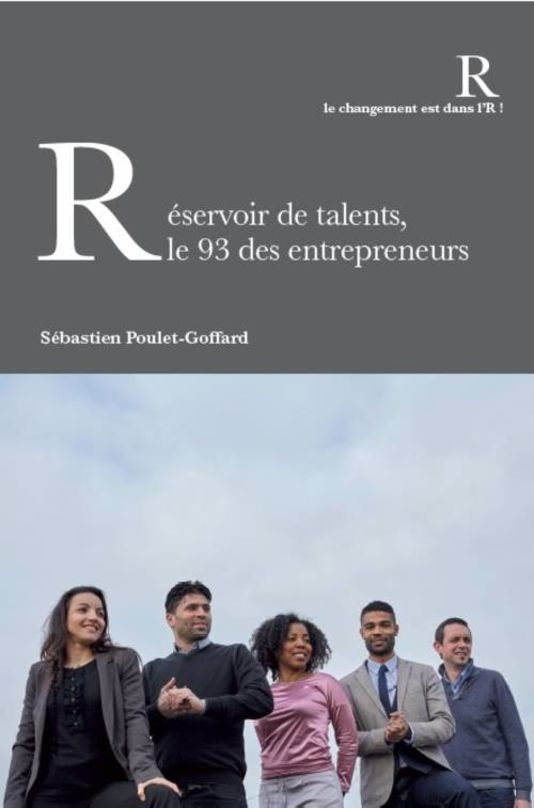 R
le changement est dans l'R !
Réservoir de talents,
le 93 des entrepreneurs
Sébastien Poulet-Goffard